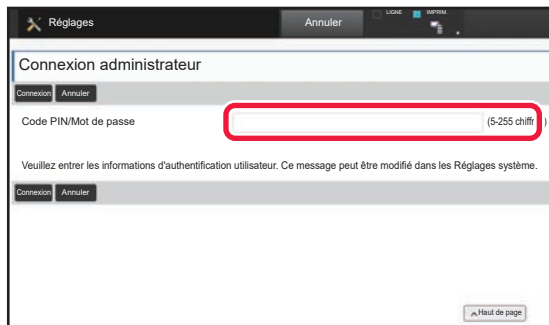 Réglages Annuler LIGNE IMPRIM.
Connexion administrateur
Connexion Annuler
Code PIN/Mot de passe (5-255 chiffr )
Veuillez entrer les informations d'authentification utilisateur. Ce message peut être modifié dans les Réglages système.
Connexion Annuler
Haut de page